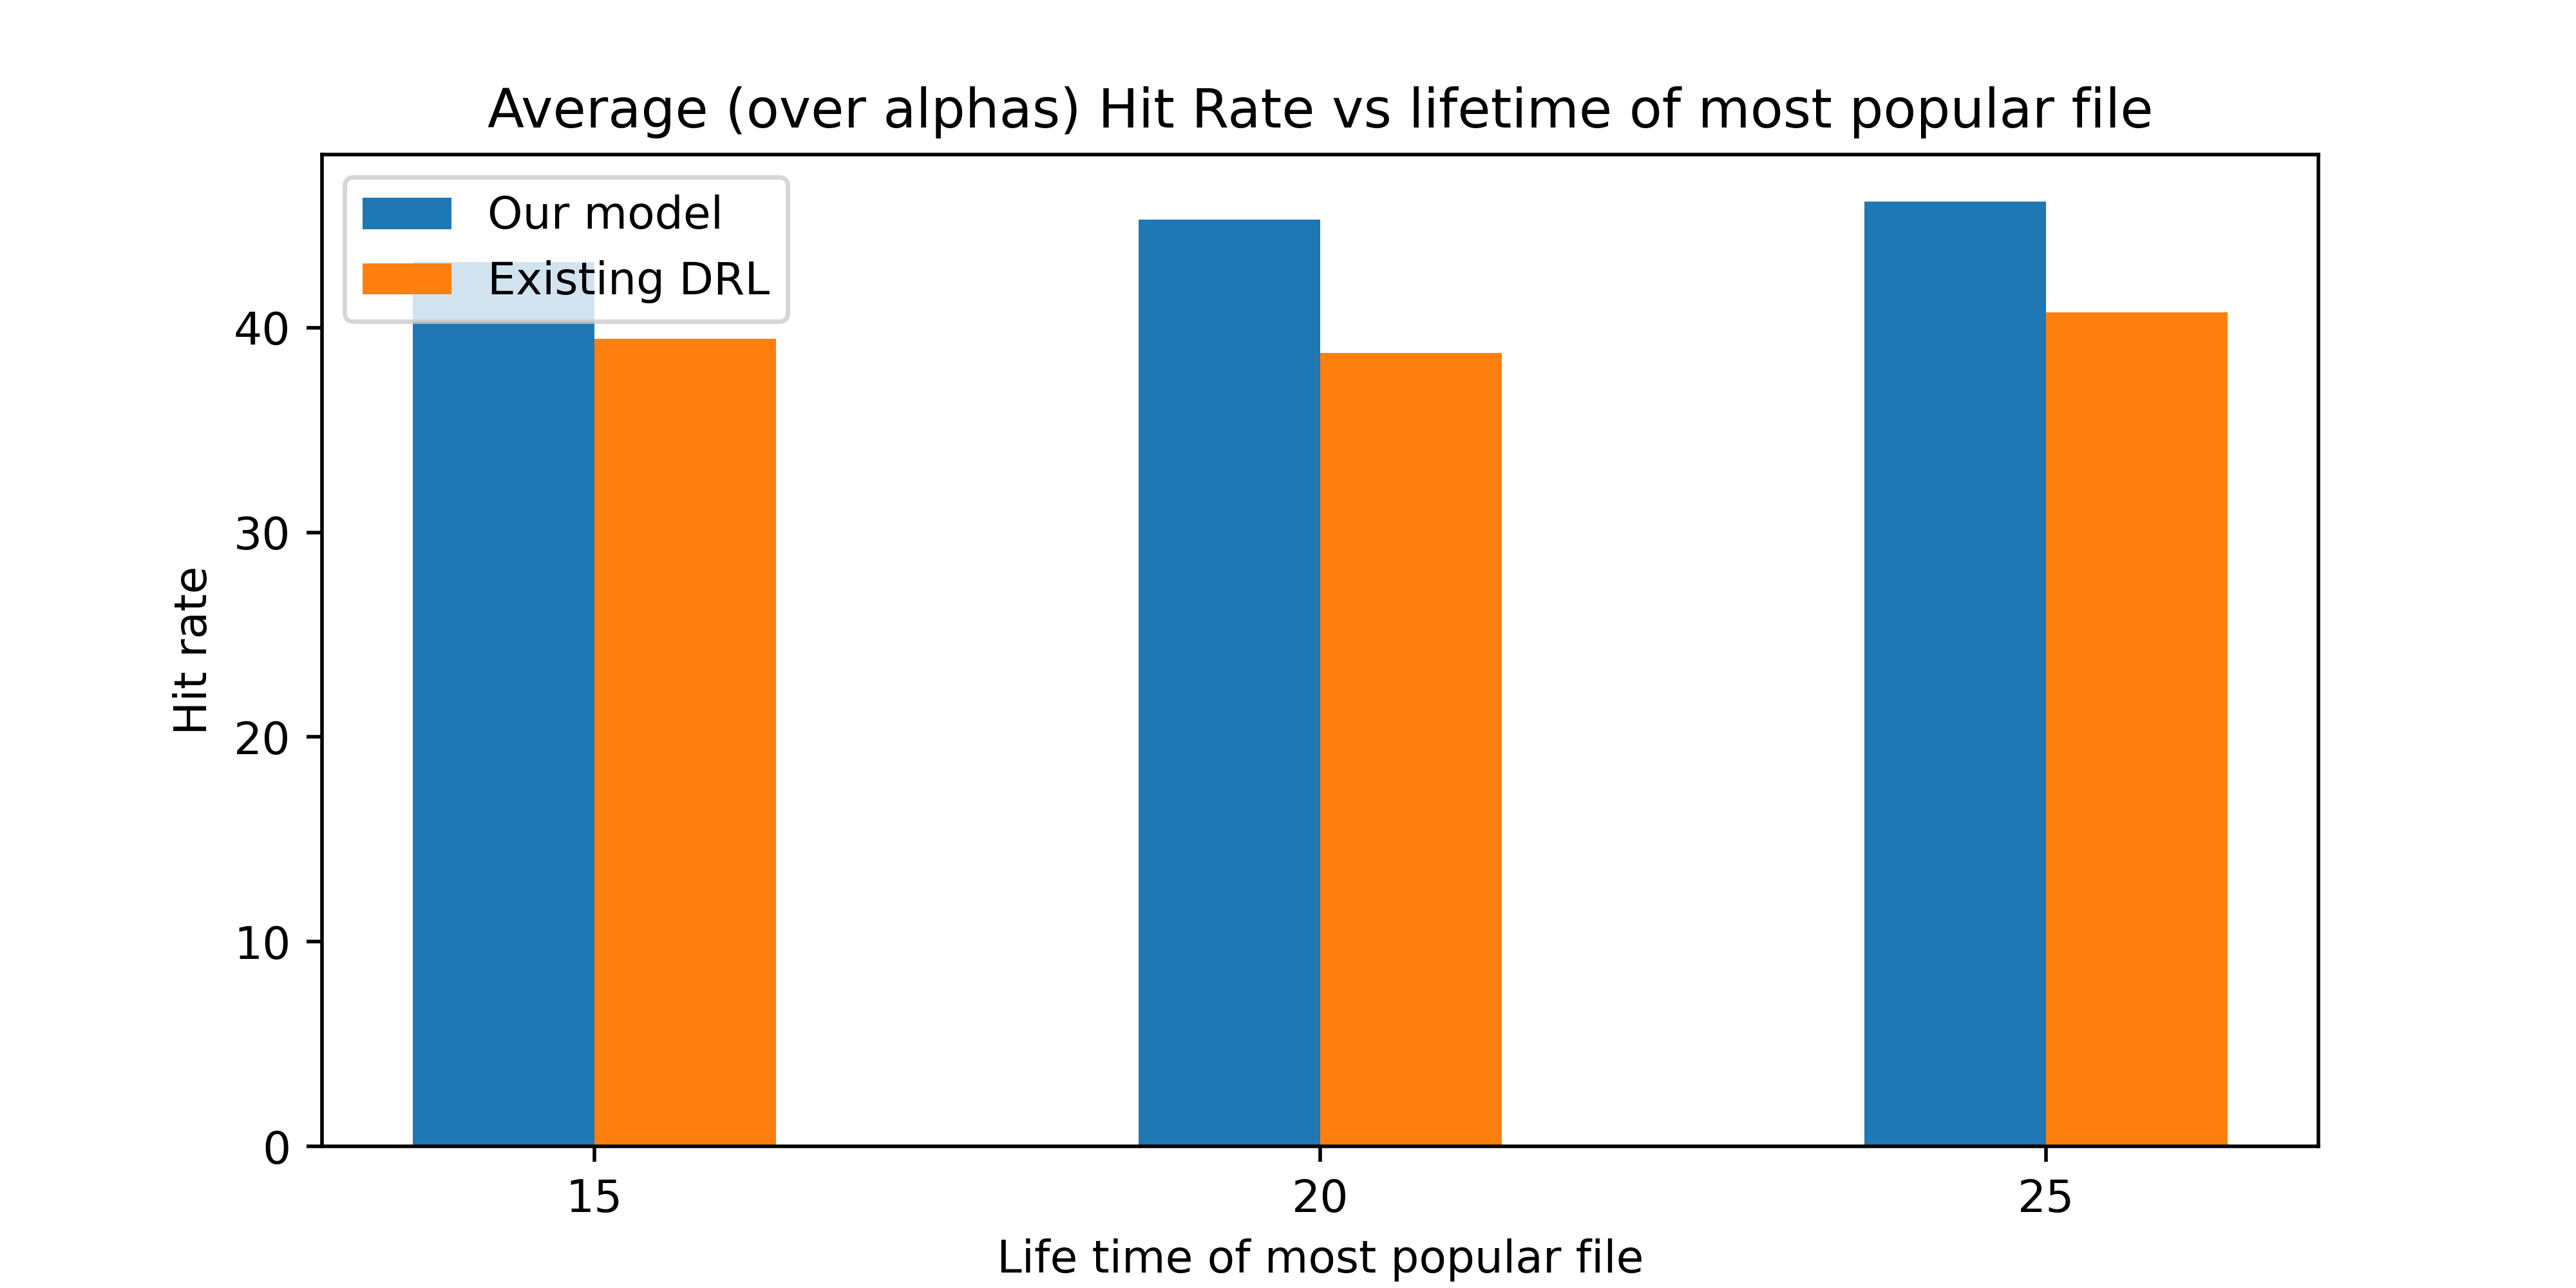 Average (over alphas) Hit Rate vs lifetime of most popular file
Our model
Existing DRL
40
30
20
10
0
Hit rate
15 20 25
Life time of most popular file